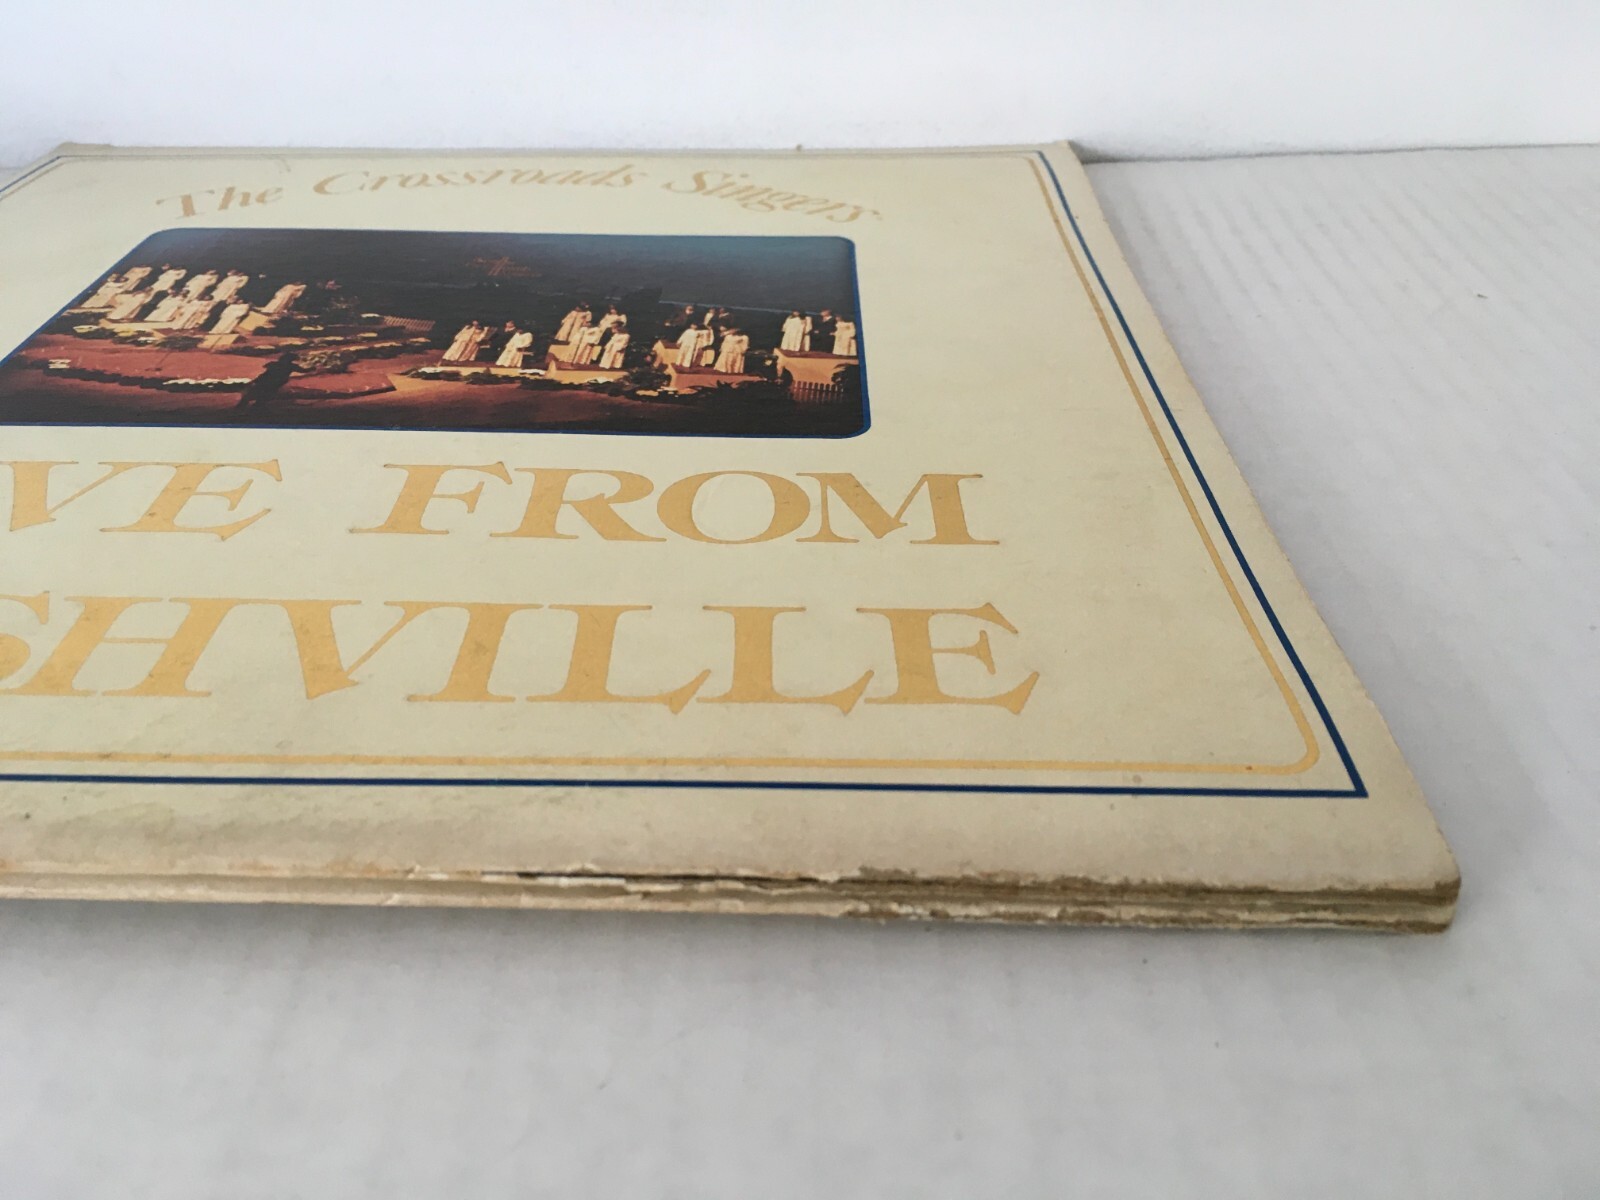 The Crossroads Singers
VE FROM
SHVILLE